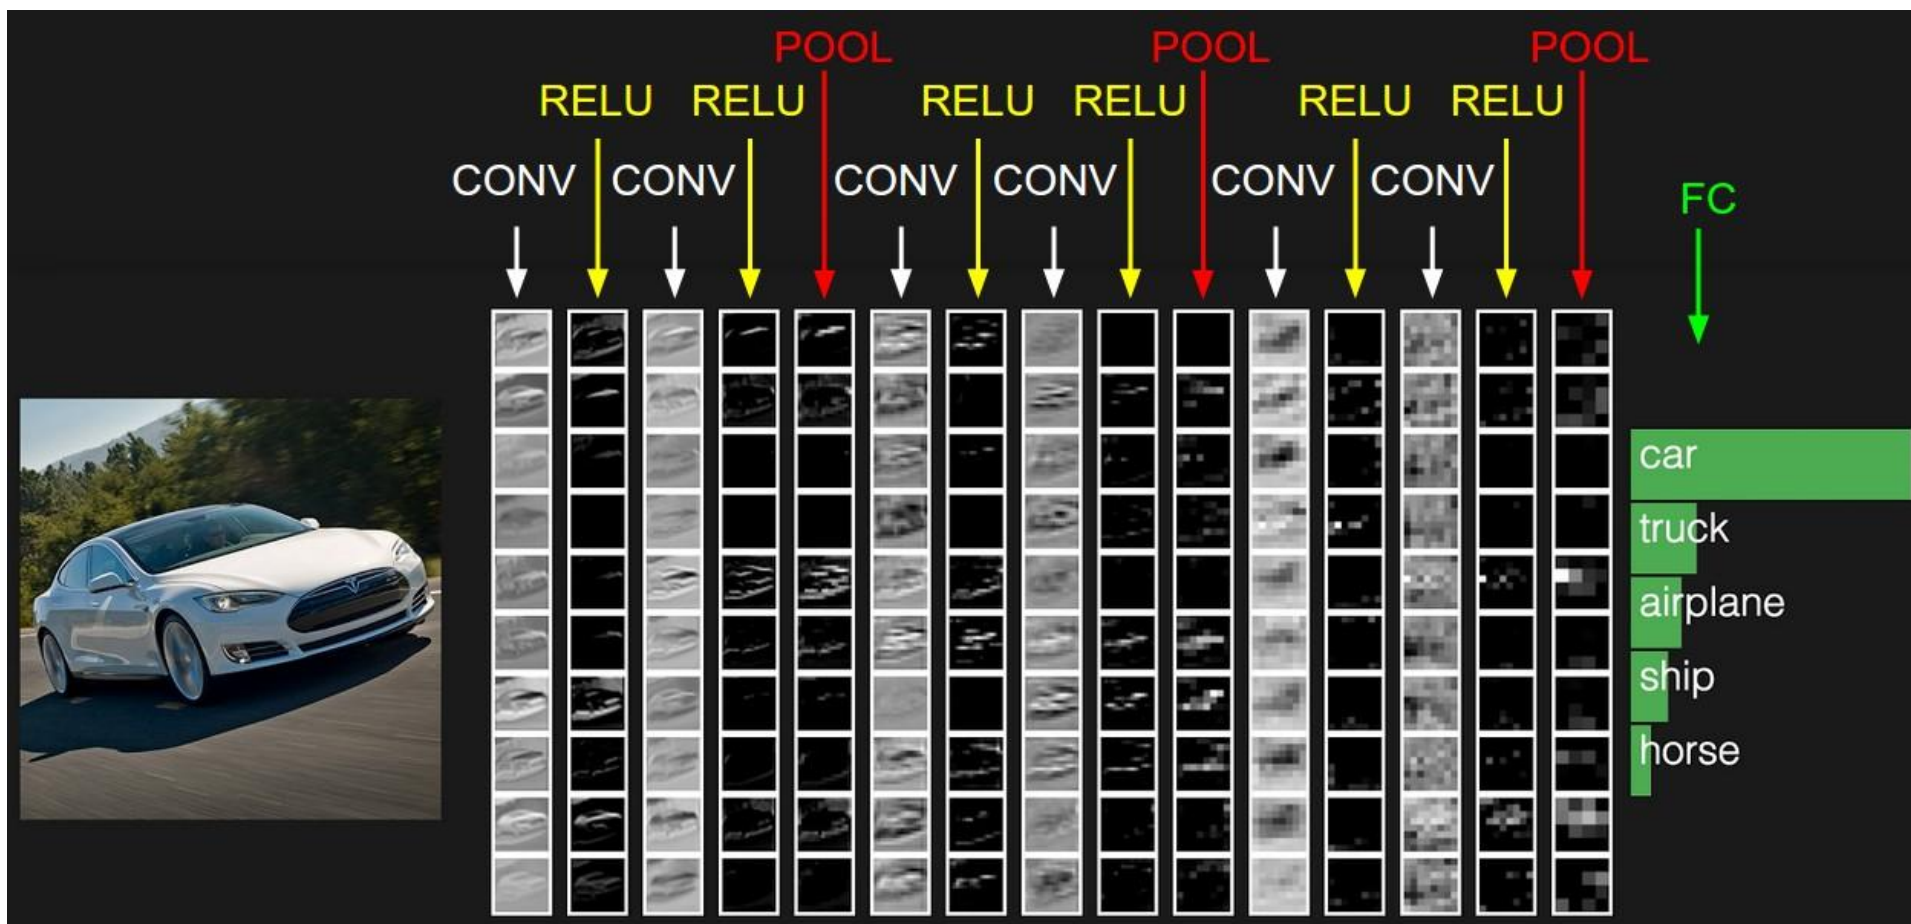 POOL POOL POOL
RELU RELU RELU RELU RELU RELU
CONV CONV CONV CONV CONV CONV
FC
car
truck
airplane
ship
horse